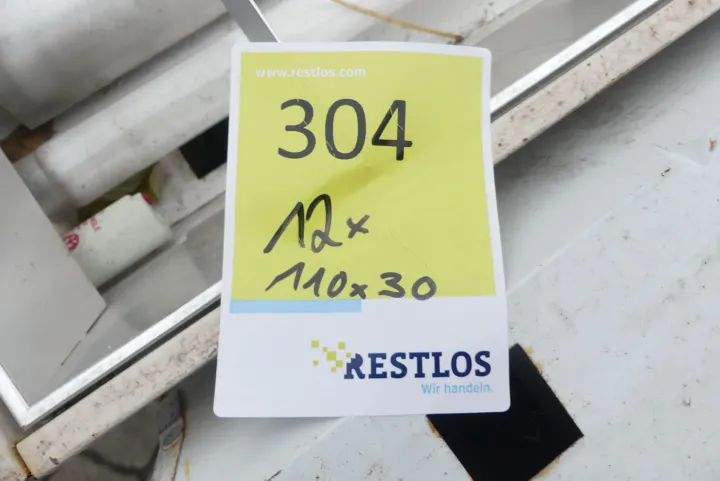 www.restlos.com
304
12x
110x30
RESTLOS
Wir handeln.